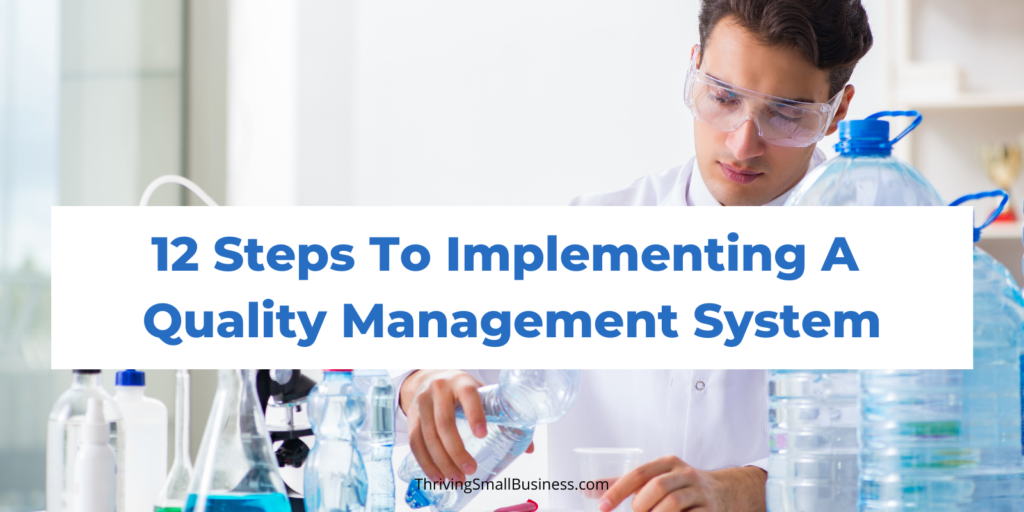 12 Steps To Implementing A
Quality Management System
ThrivingSmallBusiness.com